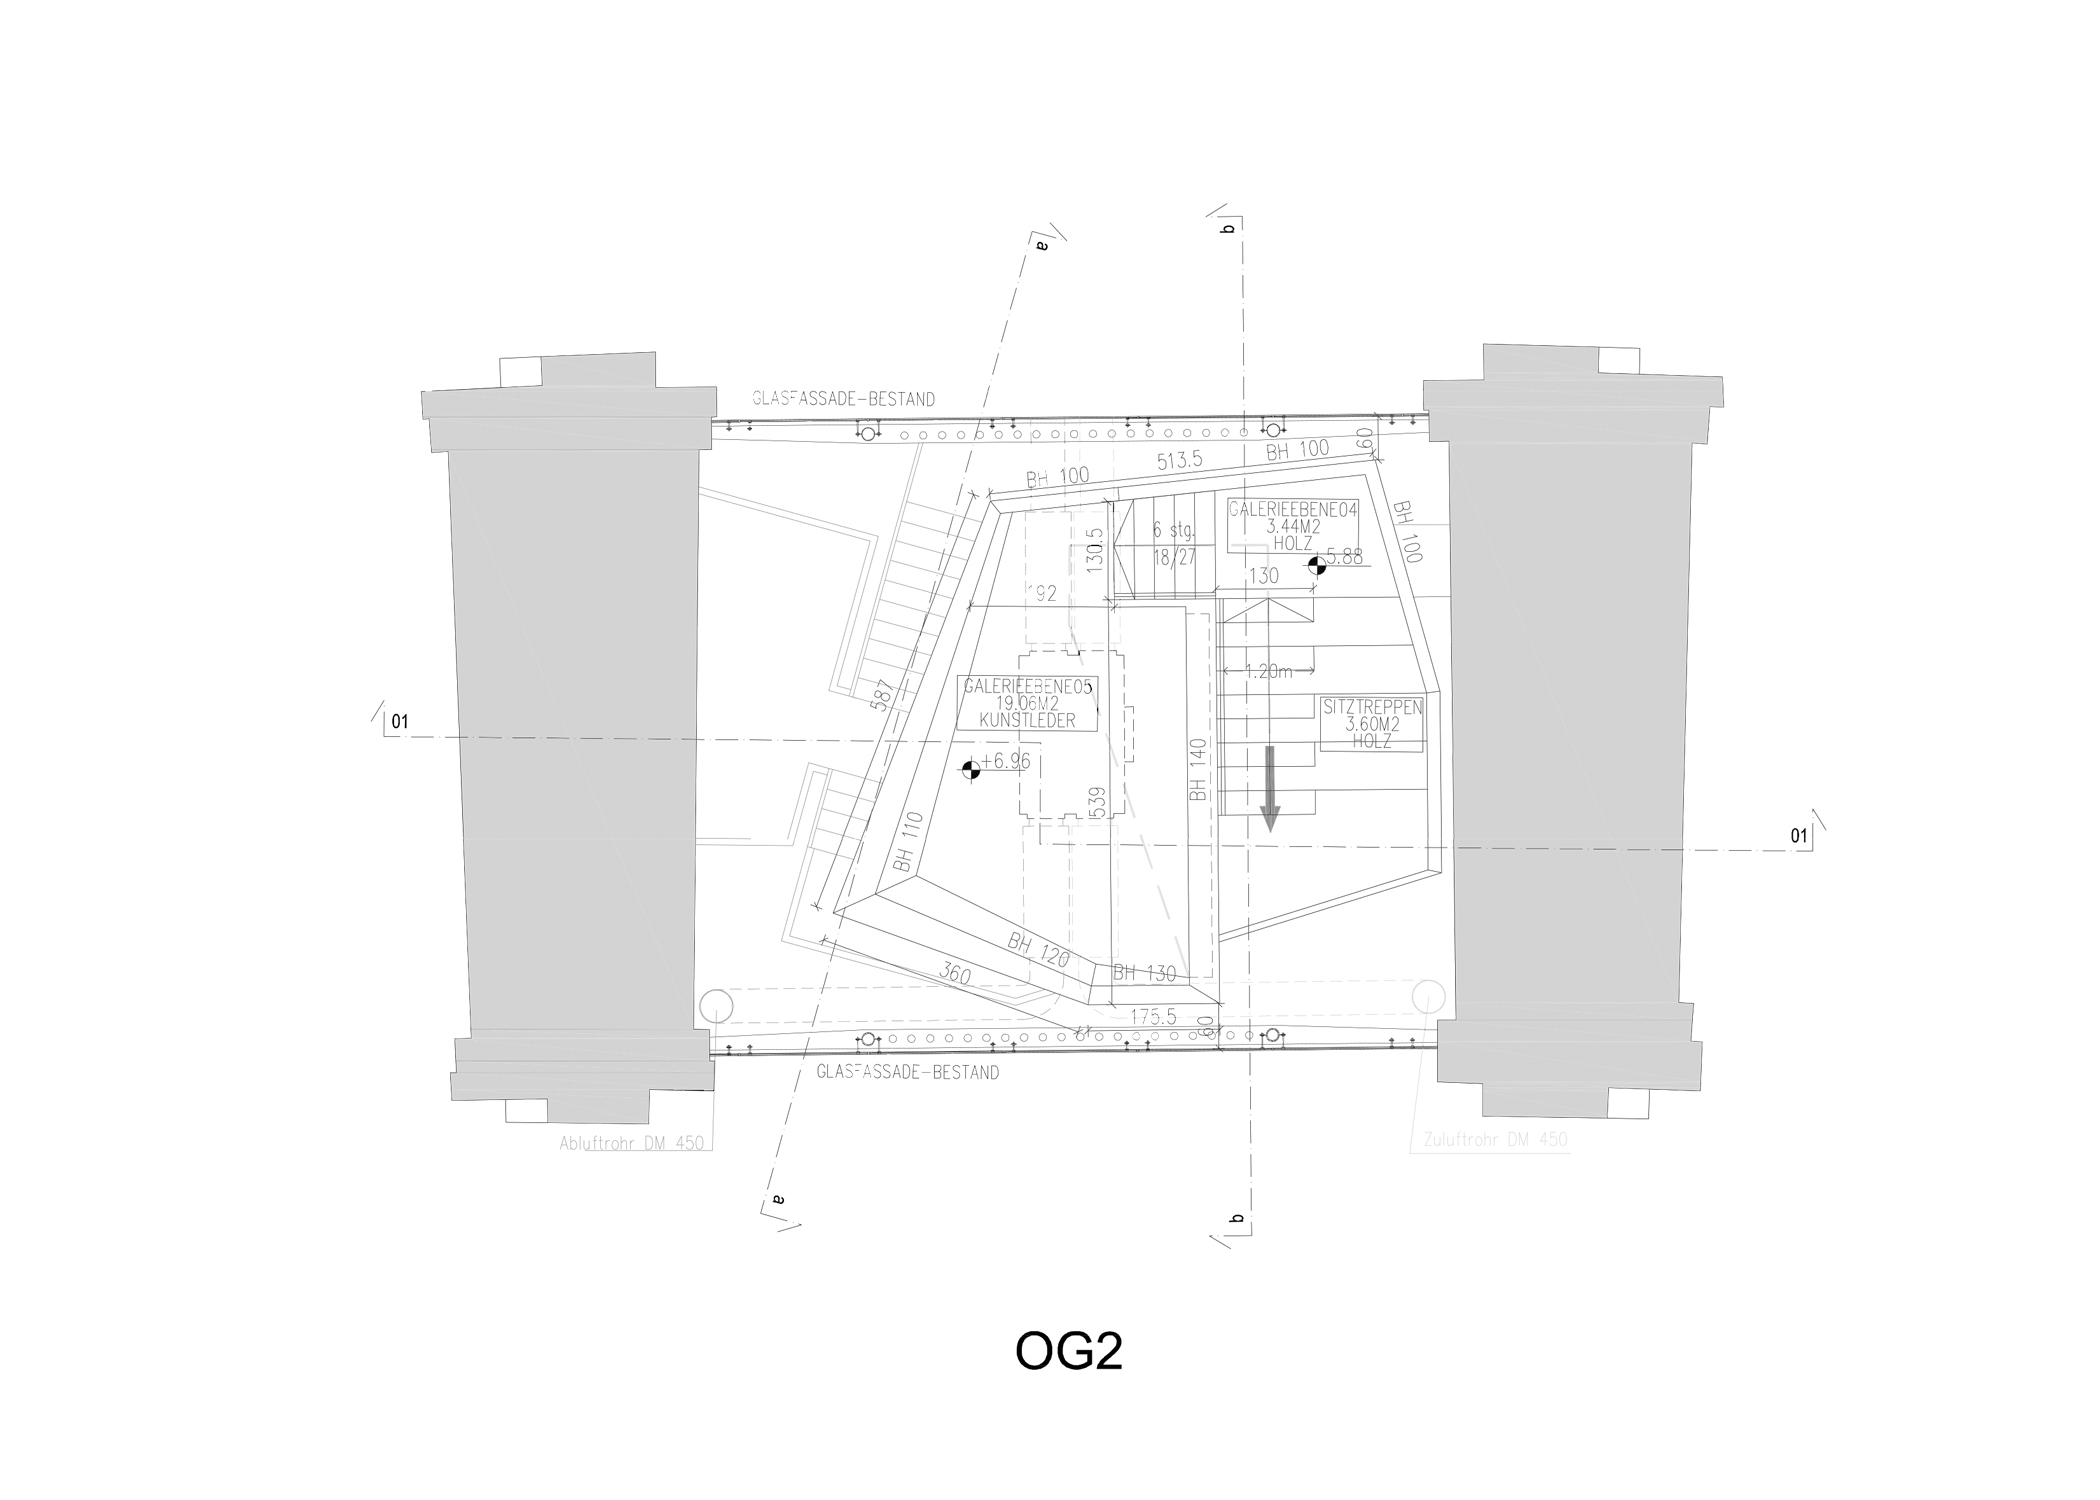 b
a
GLASFASSADE-BESTAND
60
BH 100
513.5
BH 100
BH 100
GALERIEEBENE04
3.44M2
HOLZ
5.88
6 stg.
18/27
130.5
130
192
1.20m
GALERIEEBENE05
19.06M2
KUNSTLEDER
587
SITZTREPPEN
3.60M2
HOLZ
01
+6.96
BH 140
539
BH 110
01
BH 120
BH 130
360
175.5
60
GLASFASSADE-BESTAND
Abluftrohr DM 450
Zuluftrohr DM 450
a
b
OG2